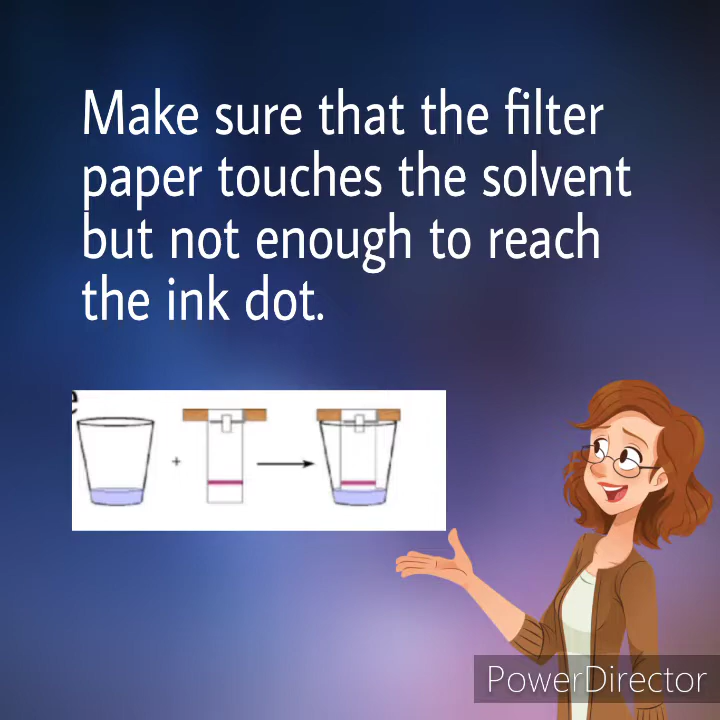 Make sure that the filter
paper touches the solvent
but not enough to reach
the ink dot.
e
+
PowerDirector